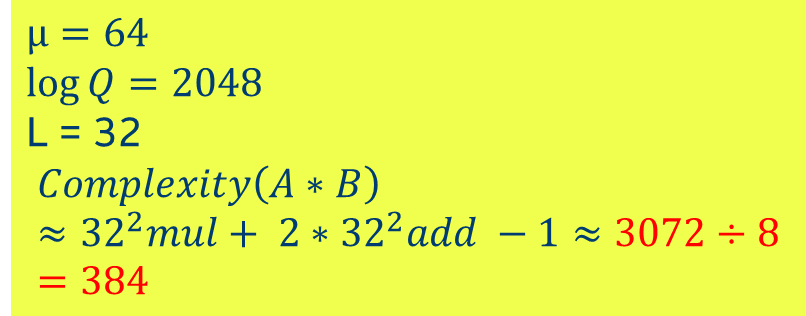 μ = 64
log Q = 2048
L = 32
Complexity(A ∗ B)
≈ 32²mul + 2 ∗ 32²add − 1 ≈ 3072 ÷ 8
= 384